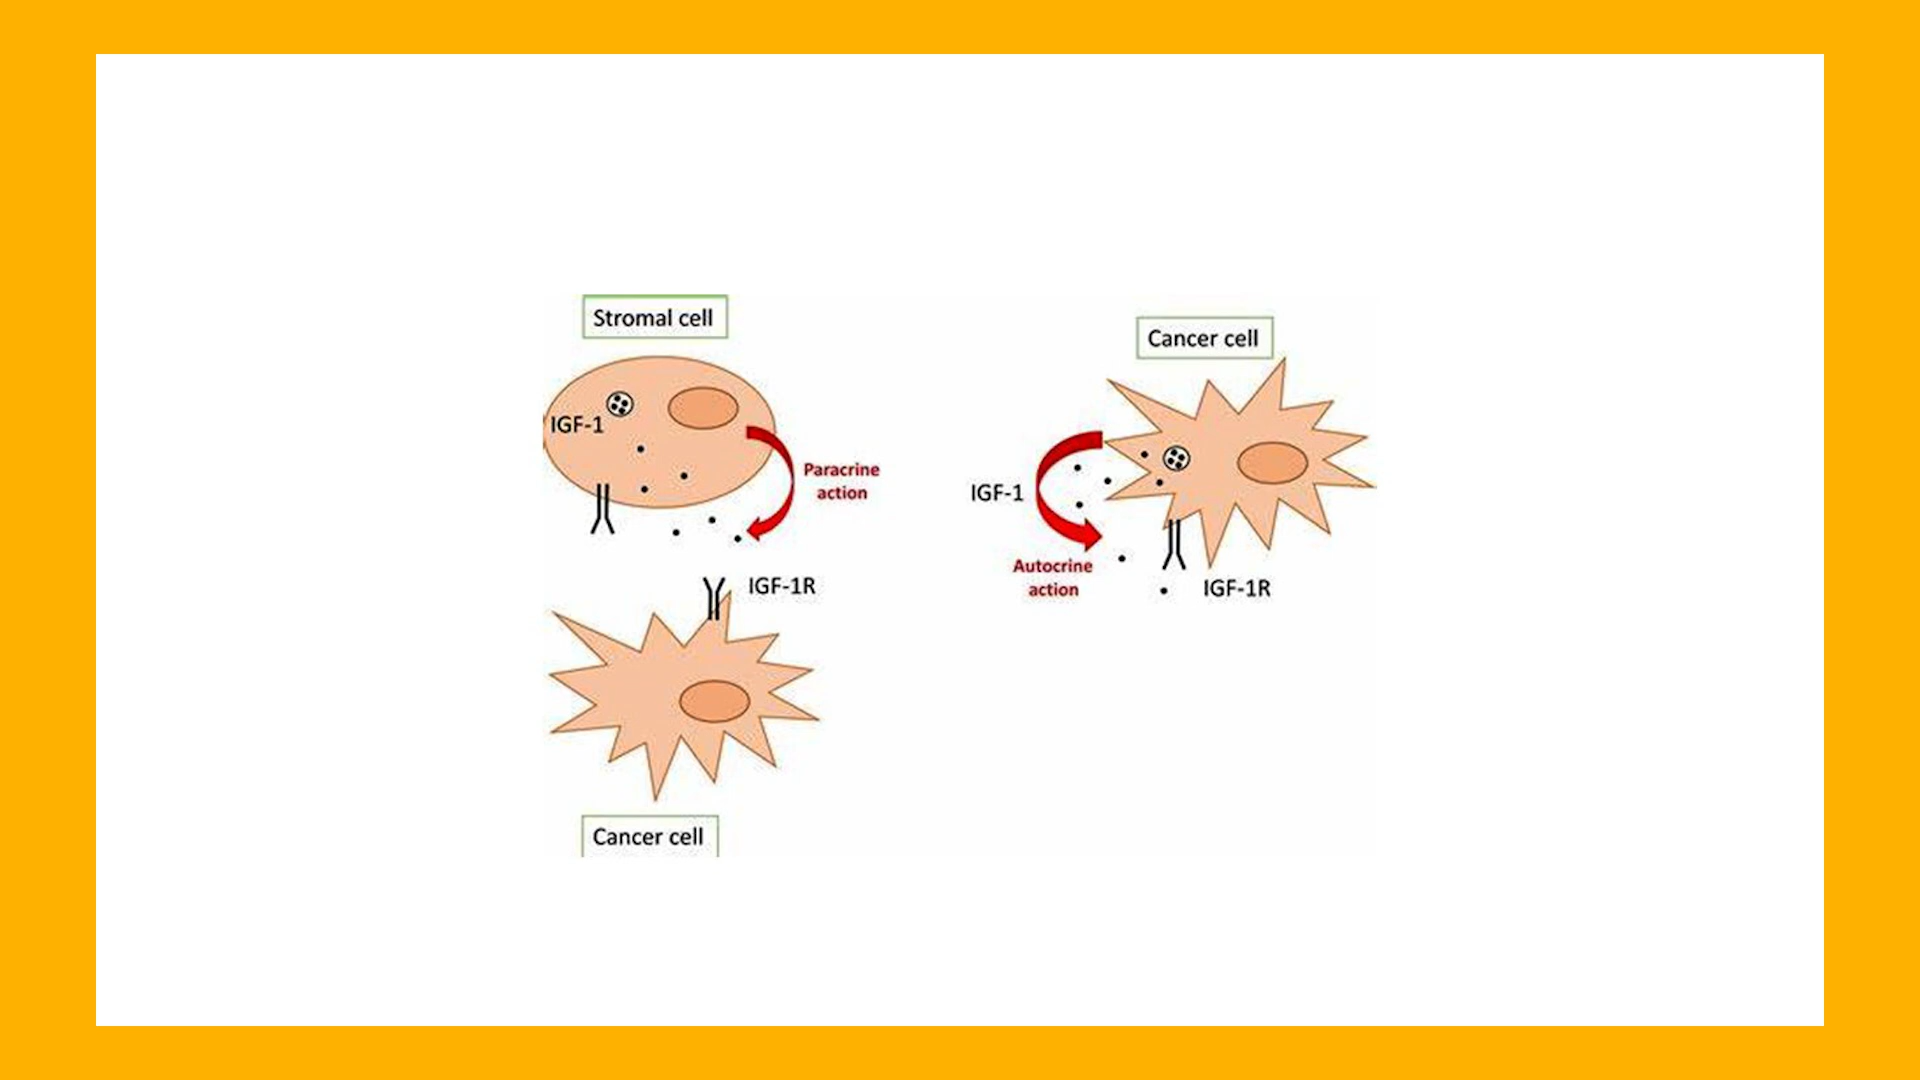 Stromal cell
IGF-1
Paracrine
action
IGF-1R
Cancer cell
Cancer cell
IGF-1
Autocrine
action
IGF-1R